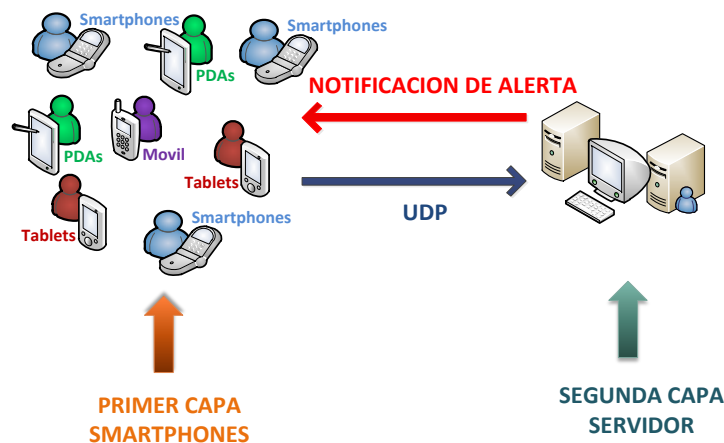 Smartphones
Smartphones
PDAs
NOTIFICACION DE ALERTA
PDAs
Movil
Tablets
Smartphones
UDP
Tablets
PRIMER CAPA
SMARTPHONES
SEGUNDA CAPA
SERVIDOR